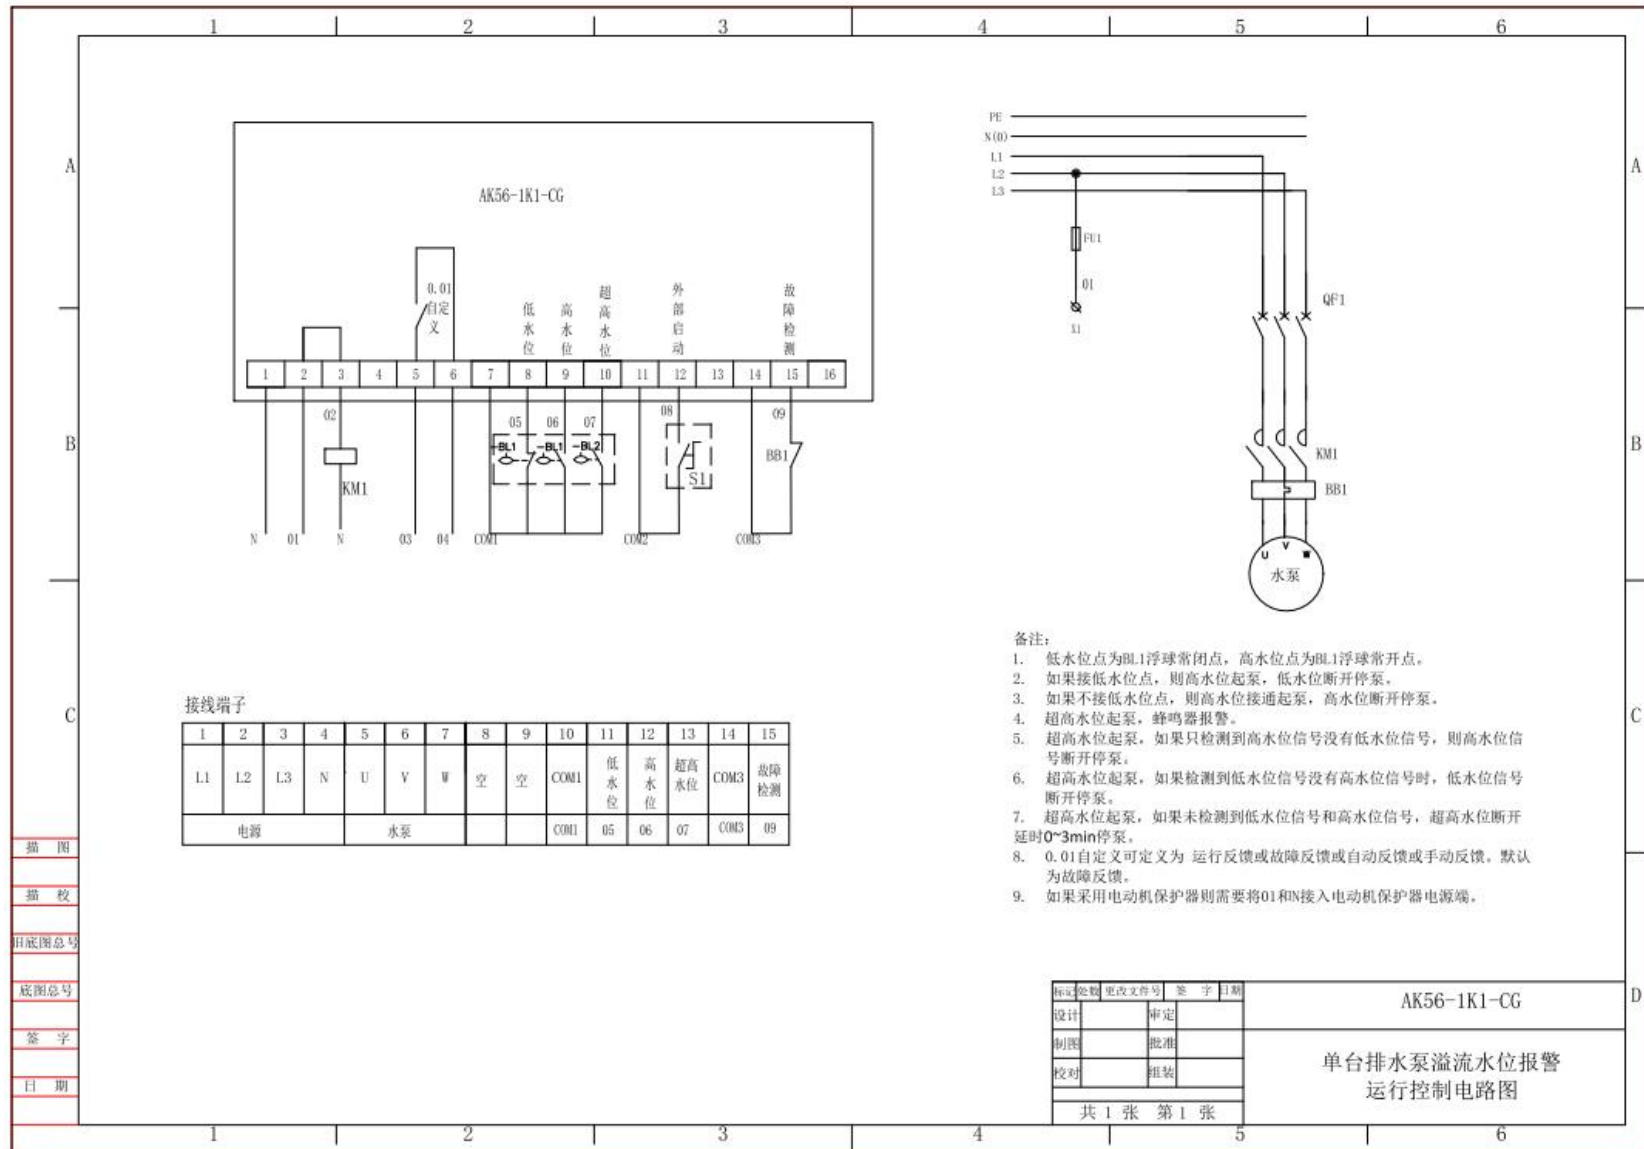 1 2 3 4 5 6
A A
PE
N(0)
L1
L2
L3
AK56-1K1-CG
FU1
01
X1
QF1
0.01
自定
义
低水位
高水位
超高水位
外部启动
故障检测
1 2 3 4 5 6 7 8 9 10 11 12 13 14 15 16
02 05 06 07 08 09
B B
-BL1 -BL1 -BL2
S1
BB1
KM1
KM1
BB1
N 01 N 03 04 COM1 COM2 COM3
U V W
水泵
备注:
1. 低水位点为BL1浮球常闭点，高水位点为BL1浮球常开点。
2. 如果接低水位点，则高水位起泵，低水位断开停泵。
3. 如果不接低水位点，则高水位接通起泵，高水位断开停泵。
4. 超高水位起泵，蜂鸣器报警。
5. 超高水位起泵，如果只检测到高水位信号没有低水位信号，则高水位信
号断开停泵。
6. 超高水位起泵，如果检测到低水位信号没有高水位信号时，低水位信号
断开停泵。
7. 超高水位起泵，如果未检测到低水位信号和高水位信号，超高水位断开
延时0~3min停泵。
8. 0.01自定义可定义为 运行反馈或故障反馈或自动反馈或手动反馈。默认
为故障反馈。
9. 如果采用电动机保护器则需要将01和N接入电动机保护器电源端。
C C
接线端子
1 2 3 4 5 6 7 8 9 10 11 12 13 14 15
L1 L2 L3 N U V W 空 空 COM1 低水位 高水位 超高水位 COM3 故障检测
电源 水泵 COM1 05 06 07 COM3 09
描 图
描 校
旧底图总号
底图总号
签 字
日 期
D
标记 处数 更改文件号 签 字 日期
设计 审定
制图 批准
校对 组装
共 1 张 第 1 张
AK56-1K1-CG
单台排水泵溢流水位报警
运行控制电路图
1 2 3 4 5 6